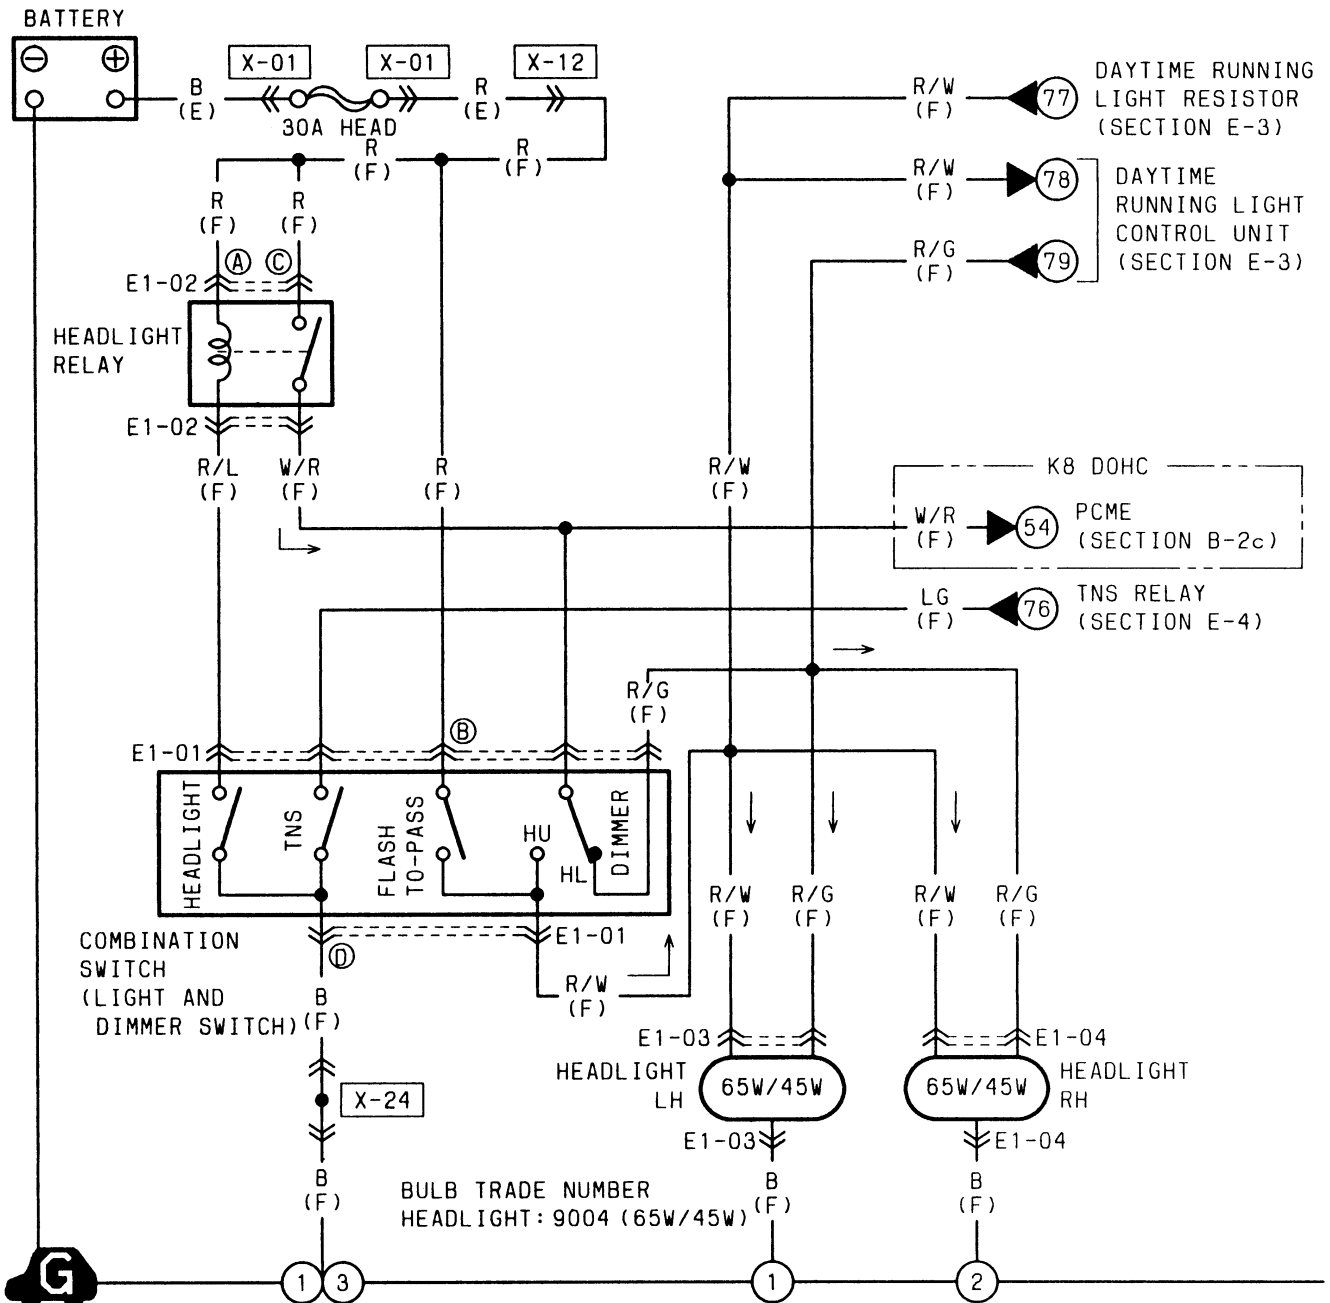 BATTERY
− +
X-01 X-01 X-12
B (E)
30A HEAD
R (E)
R (F)
R (F)
R/W (F)
77
DAYTIME RUNNING
LIGHT RESISTOR
(SECTION E-3)
R/W (F)
78
R/G (F)
79
DAYTIME
RUNNING LIGHT
CONTROL UNIT
(SECTION E-3)
R (F)
R (F)
A C
E1-02
HEADLIGHT
RELAY
E1-02
R/L (F)
W/R (F)
R (F)
R/W (F)
K8 DOHC
W/R (F)
54
PCME
(SECTION B-2c)
LG (F)
76
TNS RELAY
(SECTION E-4)
R/G (F)
B
E1-01
HEADLIGHT
TNS
FLASH
TO-PASS
HU
HL
DIMMER
E1-01
D
COMBINATION
SWITCH
(LIGHT AND
DIMMER SWITCH)
B (F)
R/W (F)
R/W (F)
R/G (F)
R/W (F)
R/G (F)
X-24
E1-03
HEADLIGHT
LH
65W/45W
E1-03
E1-04
65W/45W
HEADLIGHT
RH
E1-04
B (F)
BULB TRADE NUMBER
HEADLIGHT: 9004 (65W/45W)
B (F)
B (F)
G
1 3 1 2